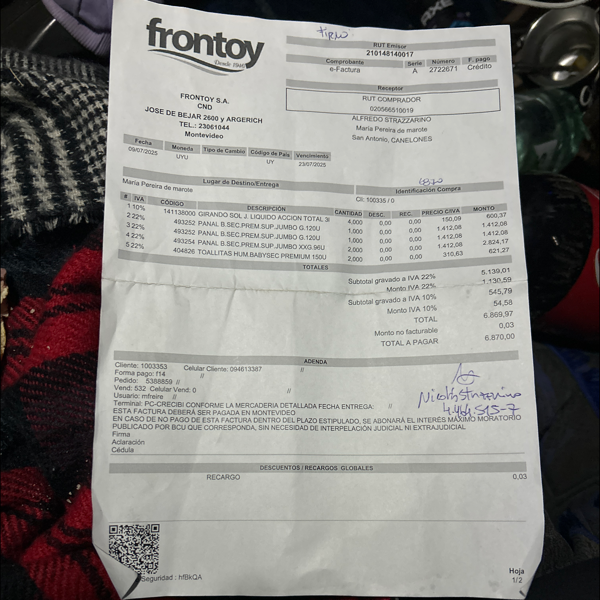 TIRNO
frontoy
Desde 1946
RUT Emisor
210148140017
Comprobante Serie Número F. pago
e-Factura A 2722671 Crédito
Receptor
RUT COMPRADOR
020566510019
FRONTOY S.A.
CND
JOSE DE BEJAR 2600 y ARGERICH
TEL.: 23061044
Montevideo
ALFREDO STRAZZARINO
María Pereira de marote
San Antonio, CANELONES
Fecha Moneda Tipo de Cambio Código de País Vencimiento
09/07/2025 UYU UY 23/07/2025
Lugar de Destino/Entrega
María Pereira de marote
Identificación Compra
CI: 100335 / 0
# IVA CÓDIGO DESCRIPCIÓN CANTIDAD DESC. REC. PRECIO C/IVA MONTO
1 10% 141138000 GIRANDO SOL J. LIQUIDO ACCION TOTAL 3l 4,000 0,00 0,00 150,09 600,37
2 22% 493252 PANAL B.SEC.PREM.SUP.JUMBO G.120U 1,000 0,00 0,00 1.412,08 1.412,08
3 22% 493252 PANAL B.SEC.PREM.SUP.JUMBO G.120U 1,000 0,00 0,00 1.412,08 1.412,08
4 22% 493254 PANAL B.SEC.PREM.SUP.JUMBO XXG.96U 2,000 0,00 0,00 1.412,08 2.824,17
5 22% 404826 TOALLITAS HUM.BABYSEC PREMIUM 150U 2,000 0,00 0,00 310,63 621,27
TOTALES
Subtotal gravado a IVA 22% 5.139,01
Monto IVA 22% 1.130,59
Subtotal gravado a IVA 10% 545,79
Monto IVA 10% 54,58
TOTAL 6.869,97
Monto no facturable 0,03
TOTAL A PAGAR 6.870,00
ADENDA
Cliente: 1003353 Celular Cliente: 094613387 //
Forma pago: f14 //
Pedido: 5388859 //
Vend: 532 Celular Vend: 0 //
Usuario: mfreire //
Terminal: PC-CRECIBI CONFORME LA MERCADERIA DETALLADA FECHA ENTREGA: //
ESTA FACTURA DEBERÁ SER PAGADA EN MONTEVIDEO
EN CASO DE NO PAGO DE ESTA FACTURA DENTRO DEL PLAZO ESTIPULADO, SE ABONARÁ EL INTERÉS MÁXIMO MORATORIO
PUBLICADO POR BCU QUE CORRESPONDA, SIN NECESIDAD DE INTERPELACIÓN JUDICIAL NI EXTRAJUDICIAL
Firma
Aclaración
Cédula
Nicolás Strazzarino
4.464.515-7
DESCUENTOS / RECARGOS GLOBALES
RECARGO 0,03
Seguridad : hfBkQA
Hoja
1/2